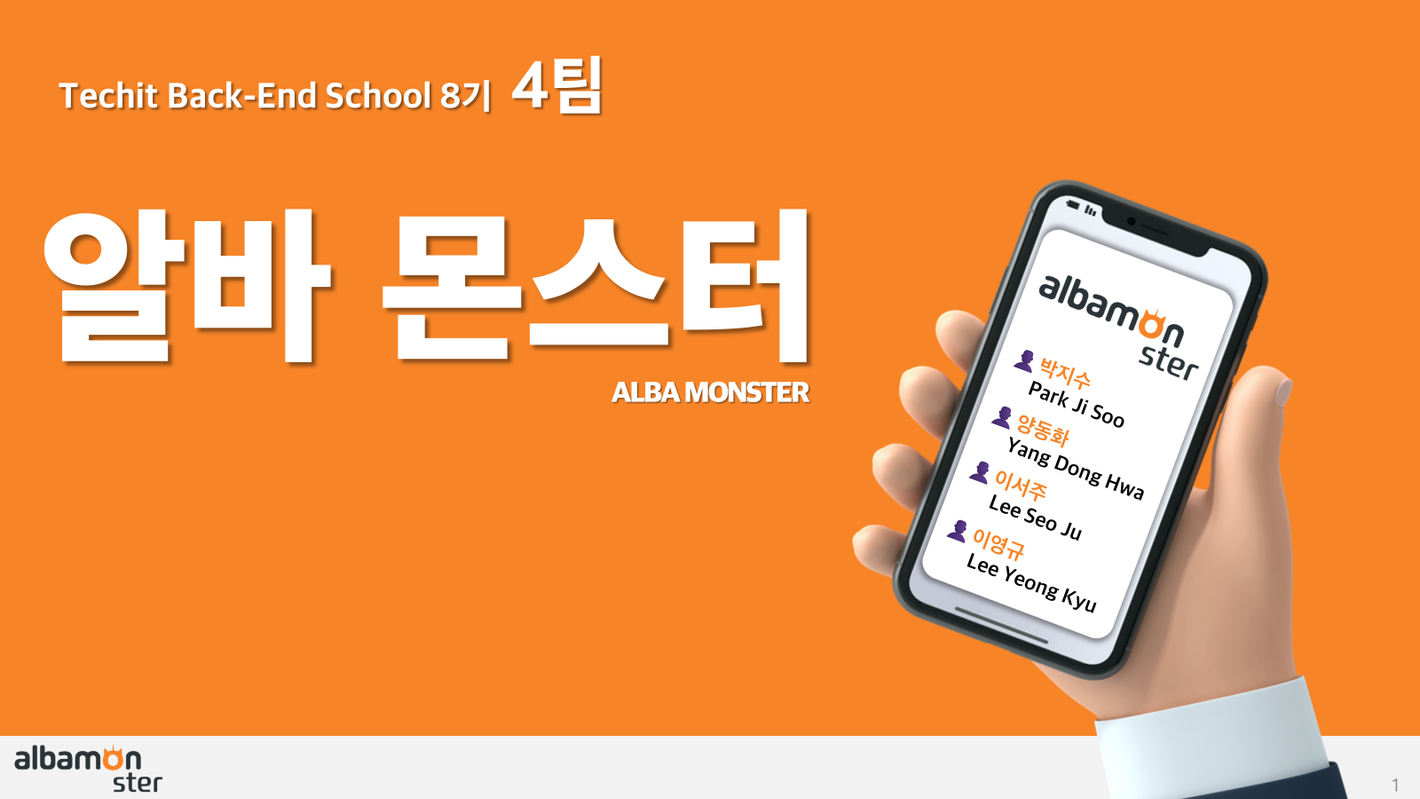 Techit Back-End School 8기 4팀
알바 몬스터
ALBA MONSTER
albamon
ster
박지수
Park Ji Soo
양동화
Yang Dong Hwa
이서주
Lee Seo Ju
이영규
Lee Yeong Kyu
albamon
ster
1